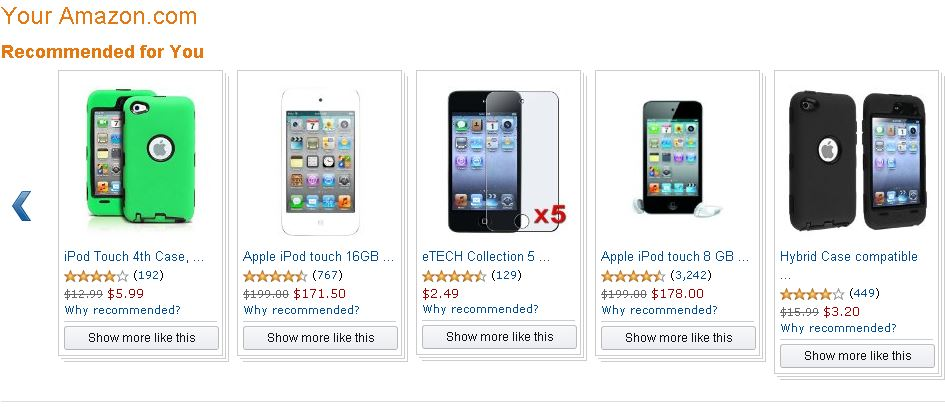 Your Amazon.com
Recommended for You
x5
iPod Touch 4th Case, ...
(192)
$12.99 $5.99
Why recommended?
Show more like this
Apple iPod touch 16GB ...
(767)
$199.00 $171.50
Why recommended?
Show more like this
eTECH Collection 5 ...
(129)
$2.49
Why recommended?
Show more like this
Apple iPod touch 8 GB ...
(3,242)
$199.00 $178.00
Why recommended?
Show more like this
Hybrid Case compatible
...
(449)
$15.99 $3.20
Why recommended?
Show more like this